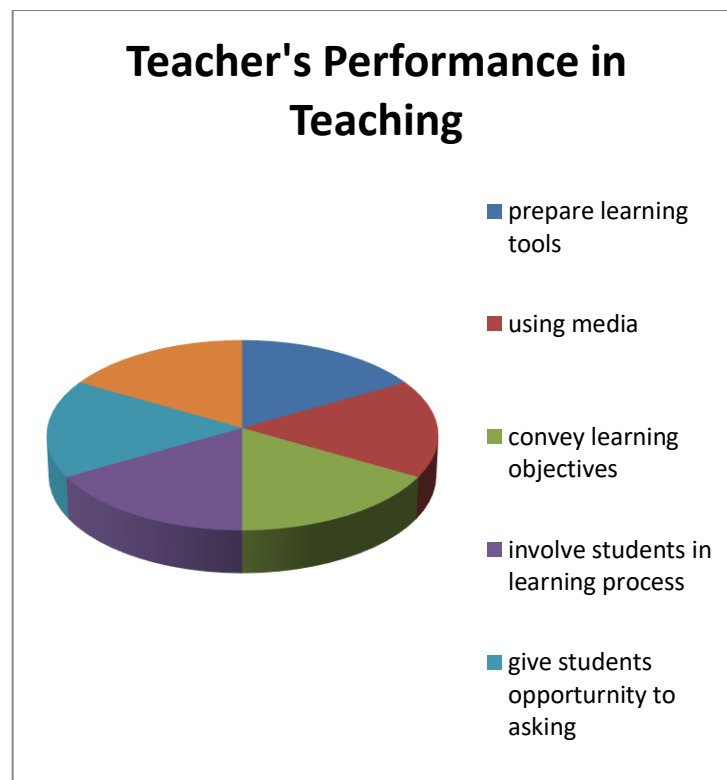 Teacher's Performance in
Teaching
prepare learning
tools
using media
convey learning
objectives
involve students in
learning process
give students
opporturnity to
asking